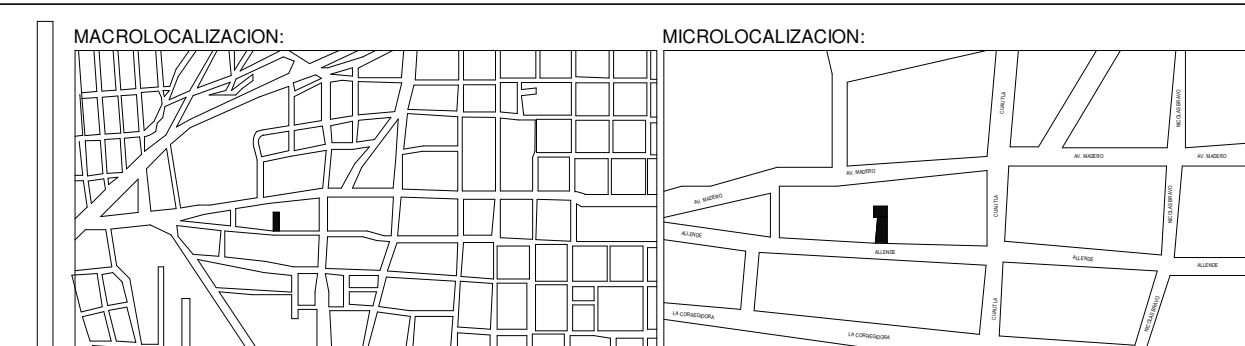 MACROLOCALIZACION:
MICROLOCALIZACION:
CUAUTLA
NICOLAS BRAVO
AV. MADERO
AV. MADERO
AV. MADERO
AV. MADERO
CUAUTLA
NICOLAS BRAVO
ALLENDE
ALLENDE
ALLENDE
ALLENDE
CUAUTLA
NICOLAS BRAVO
LA CORREGIDORA
LA CORREGIDORA